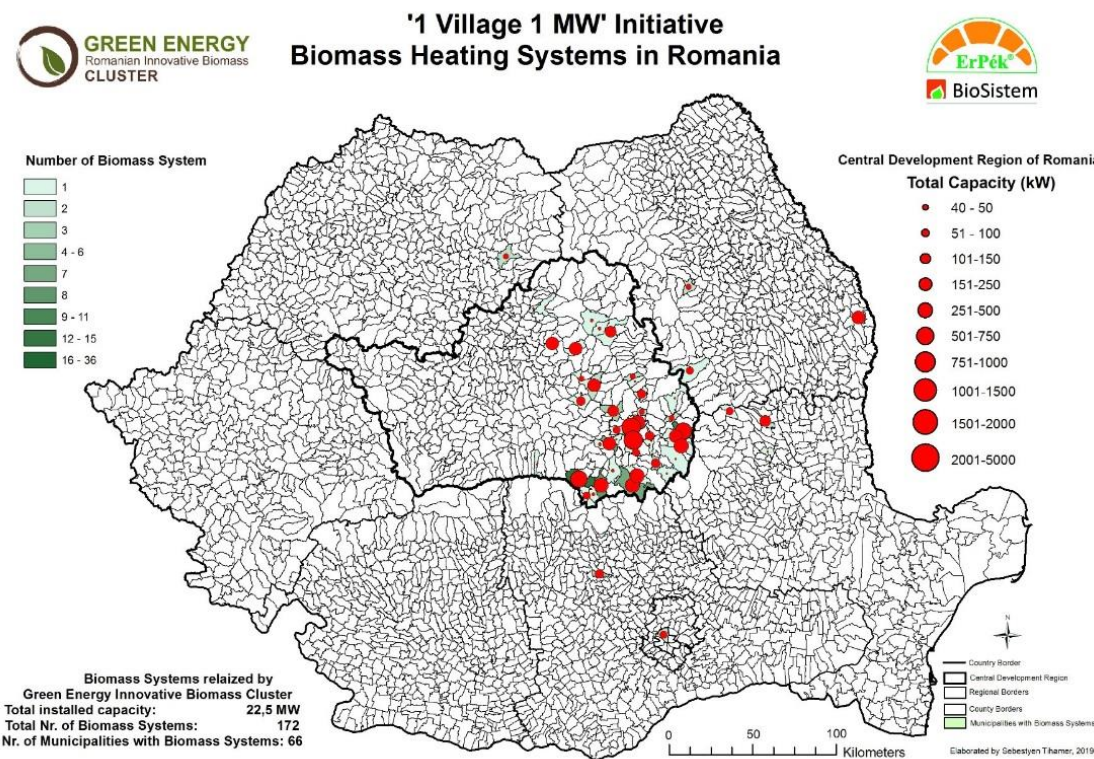 '1 Village 1 MW' Initiative
Biomass Heating Systems in Romania
GREEN ENERGY
Romanian Innovative Biomass
CLUSTER
ErPék®
BioSistem
Number of Biomass System
1
2
3
4 - 6
7
8
9 - 11
12 - 15
16 - 36
Central Development Region of Romania
Total Capacity (kW)
40 - 50
51 - 100
101-150
151-250
251-500
501-750
751-1000
1001-1500
1501-2000
2001-5000
Biomass Systems relaized by
Green Energy Innovative Biomass Cluster
Total installed capacity: 22,5 MW
Total Nr. of Biomass Systems: 172
Nr. of Municipalities with Biomass Systems: 66
0 50 100
Kilometers
N
Country Border
Central Development Region
Regional Borders
County Borders
Municipalities with Biomass Systems
Elaborated by Sebestyen Tihamer, 2019